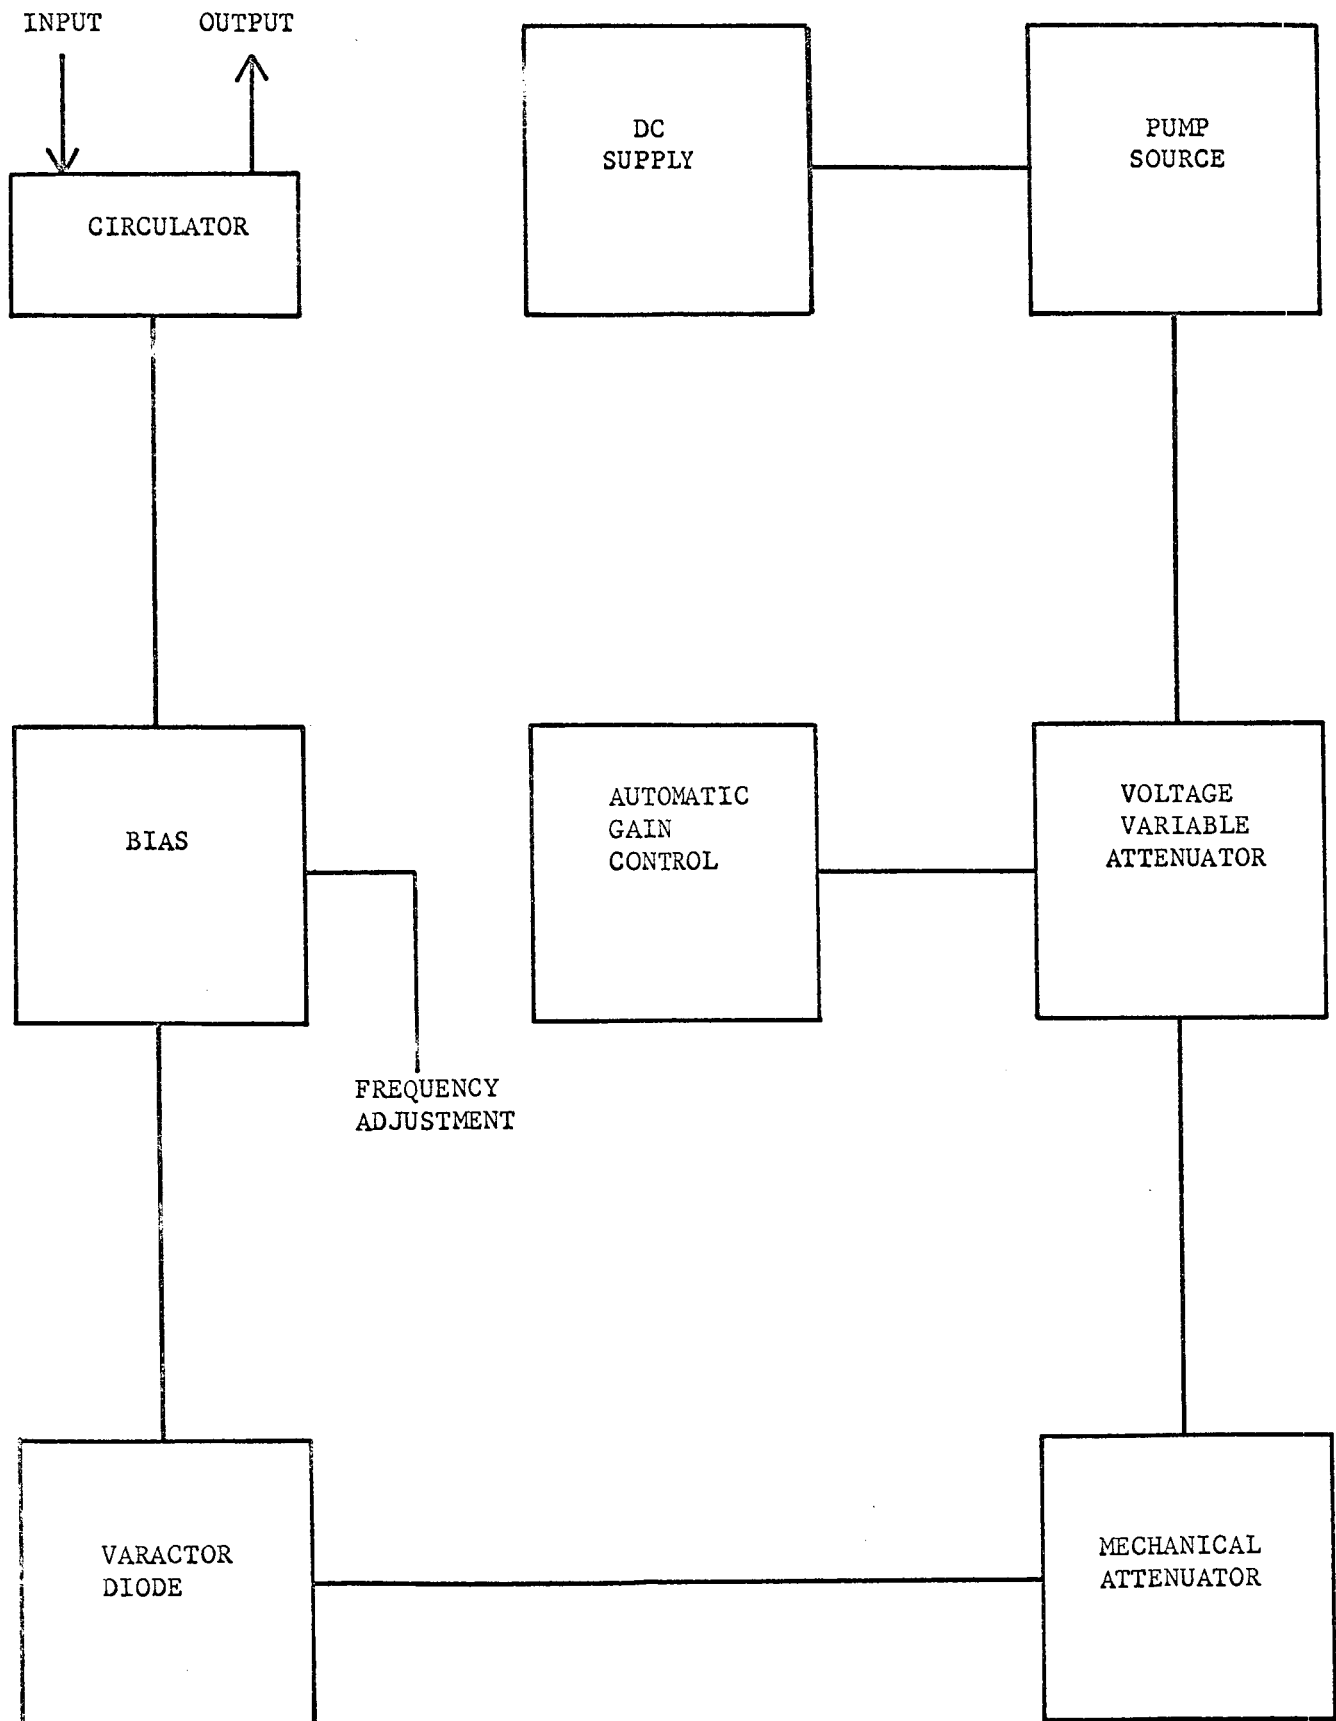 INPUT
OUTPUT
DC
SUPPLY
PUMP
SOURCE
CIRCULATOR
BIAS
AUTOMATIC
GAIN
CONTROL
VOLTAGE
VARIABLE
ATTENUATOR
FREQUENCY
ADJUSTMENT
VARACTOR
DIODE
MECHANICAL
ATTENUATOR